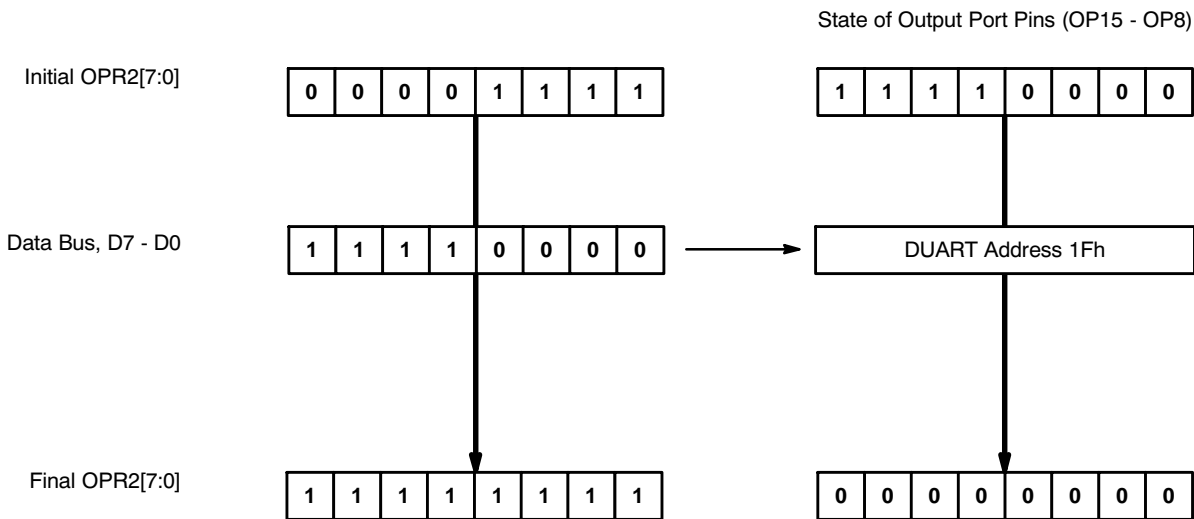 State of Output Port Pins (OP15 - OP8)
Initial OPR2[7:0]
0 0 0 0 1 1 1 1
1 1 1 1 0 0 0 0
Data Bus, D7 - D0
1 1 1 1 0 0 0 0
DUART Address 1Fh
Final OPR2[7:0]
1 1 1 1 1 1 1 1
0 0 0 0 0 0 0 0